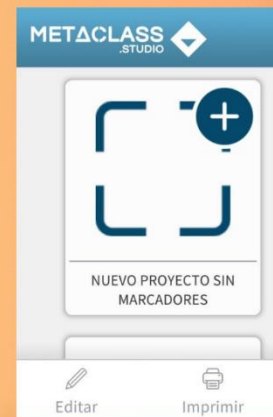 METACLASS
.STUDIO
NUEVO PROYECTO SIN
MARCADORES
Editar
Imprimir